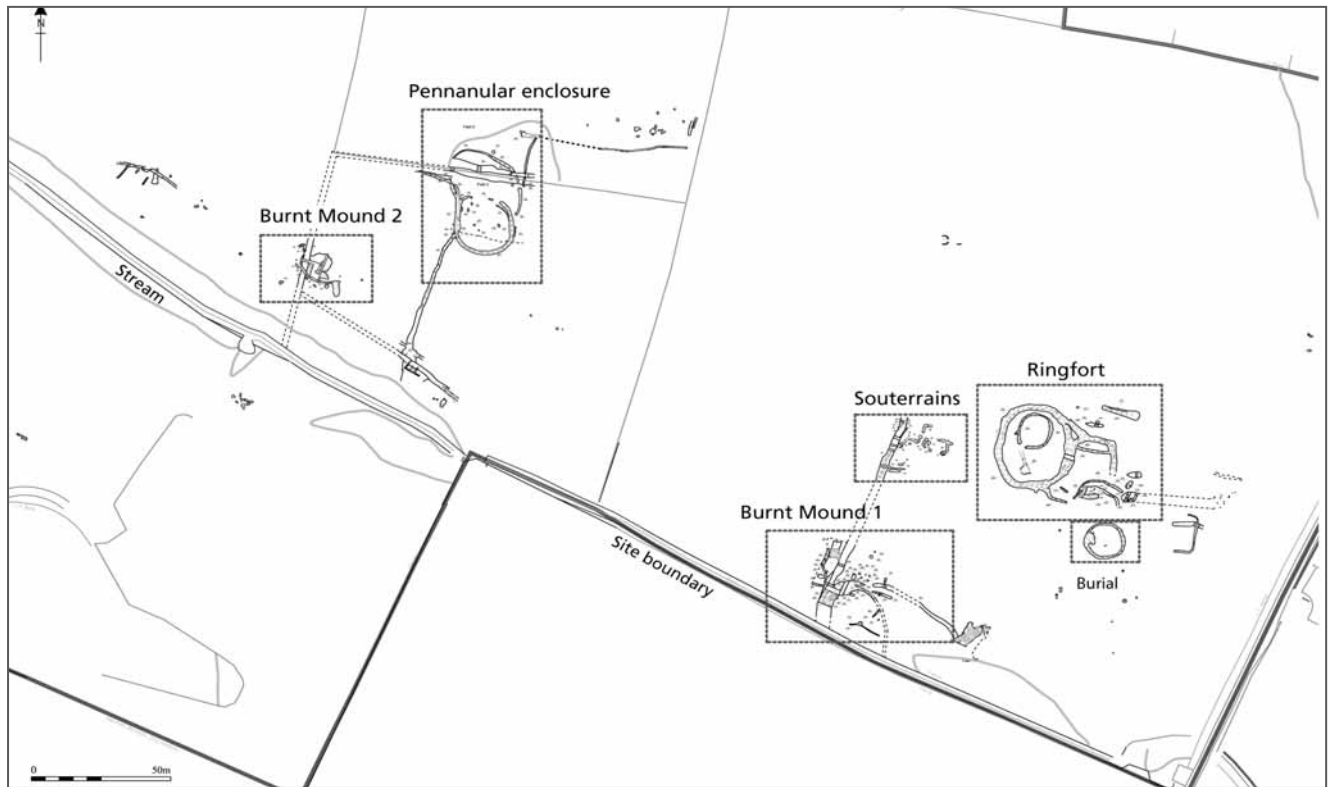 N
Pennanular enclosure
Burnt Mound 2
Stream
Ringfort
Souterrains
Burnt Mound 1
Site boundary
Burial
0 50m